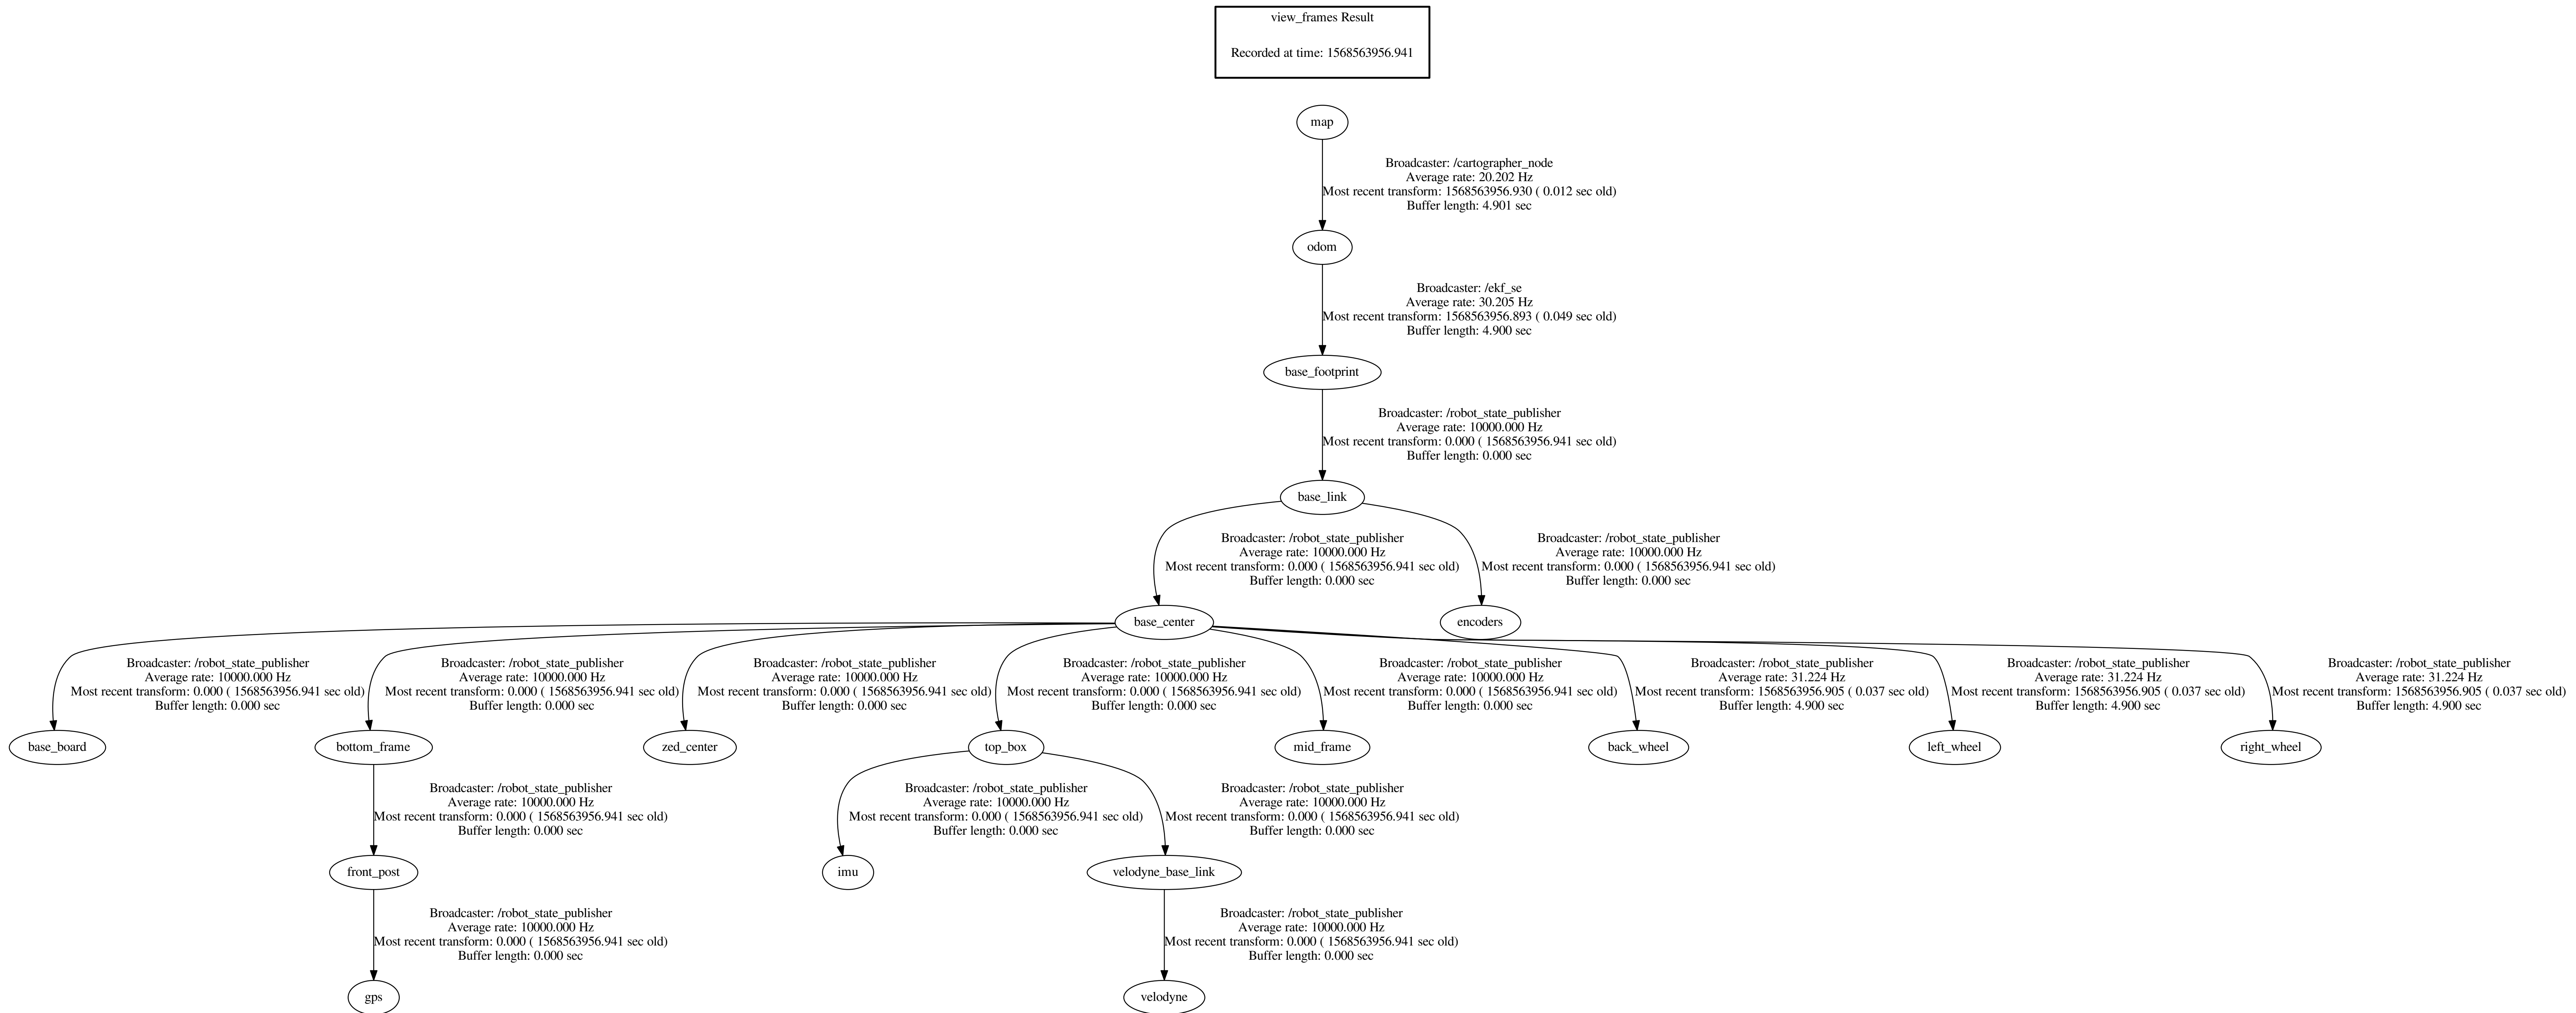 view_frames Result
Recorded at time: 1568563956.941
map
Broadcaster: /cartographer_node
Average rate: 20.202 Hz
Most recent transform: 1568563956.930 ( 0.012 sec old)
Buffer length: 4.901 sec
odom
Broadcaster: /ekf_se
Average rate: 30.205 Hz
Most recent transform: 1568563956.893 ( 0.049 sec old)
Buffer length: 4.900 sec
base_footprint
Broadcaster: /robot_state_publisher
Average rate: 10000.000 Hz
Most recent transform: 0.000 ( 1568563956.941 sec old)
Buffer length: 0.000 sec
base_link
Broadcaster: /robot_state_publisher
Average rate: 10000.000 Hz
Most recent transform: 0.000 ( 1568563956.941 sec old)
Buffer length: 0.000 sec
Broadcaster: /robot_state_publisher
Average rate: 10000.000 Hz
Most recent transform: 0.000 ( 1568563956.941 sec old)
Buffer length: 0.000 sec
base_center
encoders
Broadcaster: /robot_state_publisher
Average rate: 10000.000 Hz
Most recent transform: 0.000 ( 1568563956.941 sec old)
Buffer length: 0.000 sec
Broadcaster: /robot_state_publisher
Average rate: 10000.000 Hz
Most recent transform: 0.000 ( 1568563956.941 sec old)
Buffer length: 0.000 sec
Broadcaster: /robot_state_publisher
Average rate: 10000.000 Hz
Most recent transform: 0.000 ( 1568563956.941 sec old)
Buffer length: 0.000 sec
Broadcaster: /robot_state_publisher
Average rate: 10000.000 Hz
Most recent transform: 0.000 ( 1568563956.941 sec old)
Buffer length: 0.000 sec
Broadcaster: /robot_state_publisher
Average rate: 10000.000 Hz
Most recent transform: 0.000 ( 1568563956.941 sec old)
Buffer length: 0.000 sec
Broadcaster: /robot_state_publisher
Average rate: 31.224 Hz
Most recent transform: 1568563956.905 ( 0.037 sec old)
Buffer length: 4.900 sec
Broadcaster: /robot_state_publisher
Average rate: 31.224 Hz
Most recent transform: 1568563956.905 ( 0.037 sec old)
Buffer length: 4.900 sec
Broadcaster: /robot_state_publisher
Average rate: 31.224 Hz
Most recent transform: 1568563956.905 ( 0.037 sec old)
Buffer length: 4.900 sec
base_board
bottom_frame
zed_center
top_box
mid_frame
back_wheel
left_wheel
right_wheel
Broadcaster: /robot_state_publisher
Average rate: 10000.000 Hz
Most recent transform: 0.000 ( 1568563956.941 sec old)
Buffer length: 0.000 sec
Broadcaster: /robot_state_publisher
Average rate: 10000.000 Hz
Most recent transform: 0.000 ( 1568563956.941 sec old)
Buffer length: 0.000 sec
Broadcaster: /robot_state_publisher
Average rate: 10000.000 Hz
Most recent transform: 0.000 ( 1568563956.941 sec old)
Buffer length: 0.000 sec
front_post
imu
velodyne_base_link
Broadcaster: /robot_state_publisher
Average rate: 10000.000 Hz
Most recent transform: 0.000 ( 1568563956.941 sec old)
Buffer length: 0.000 sec
Broadcaster: /robot_state_publisher
Average rate: 10000.000 Hz
Most recent transform: 0.000 ( 1568563956.941 sec old)
Buffer length: 0.000 sec
gps
velodyne